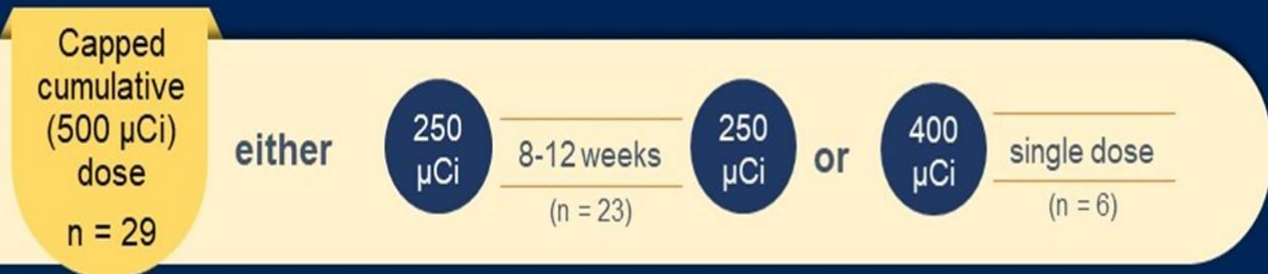 Capped
cumulative
(500 µCi)
dose
n = 29
either
250
µCi
8-12 weeks
(n = 23)
250
µCi
or
400
µCi
single dose
(n = 6)